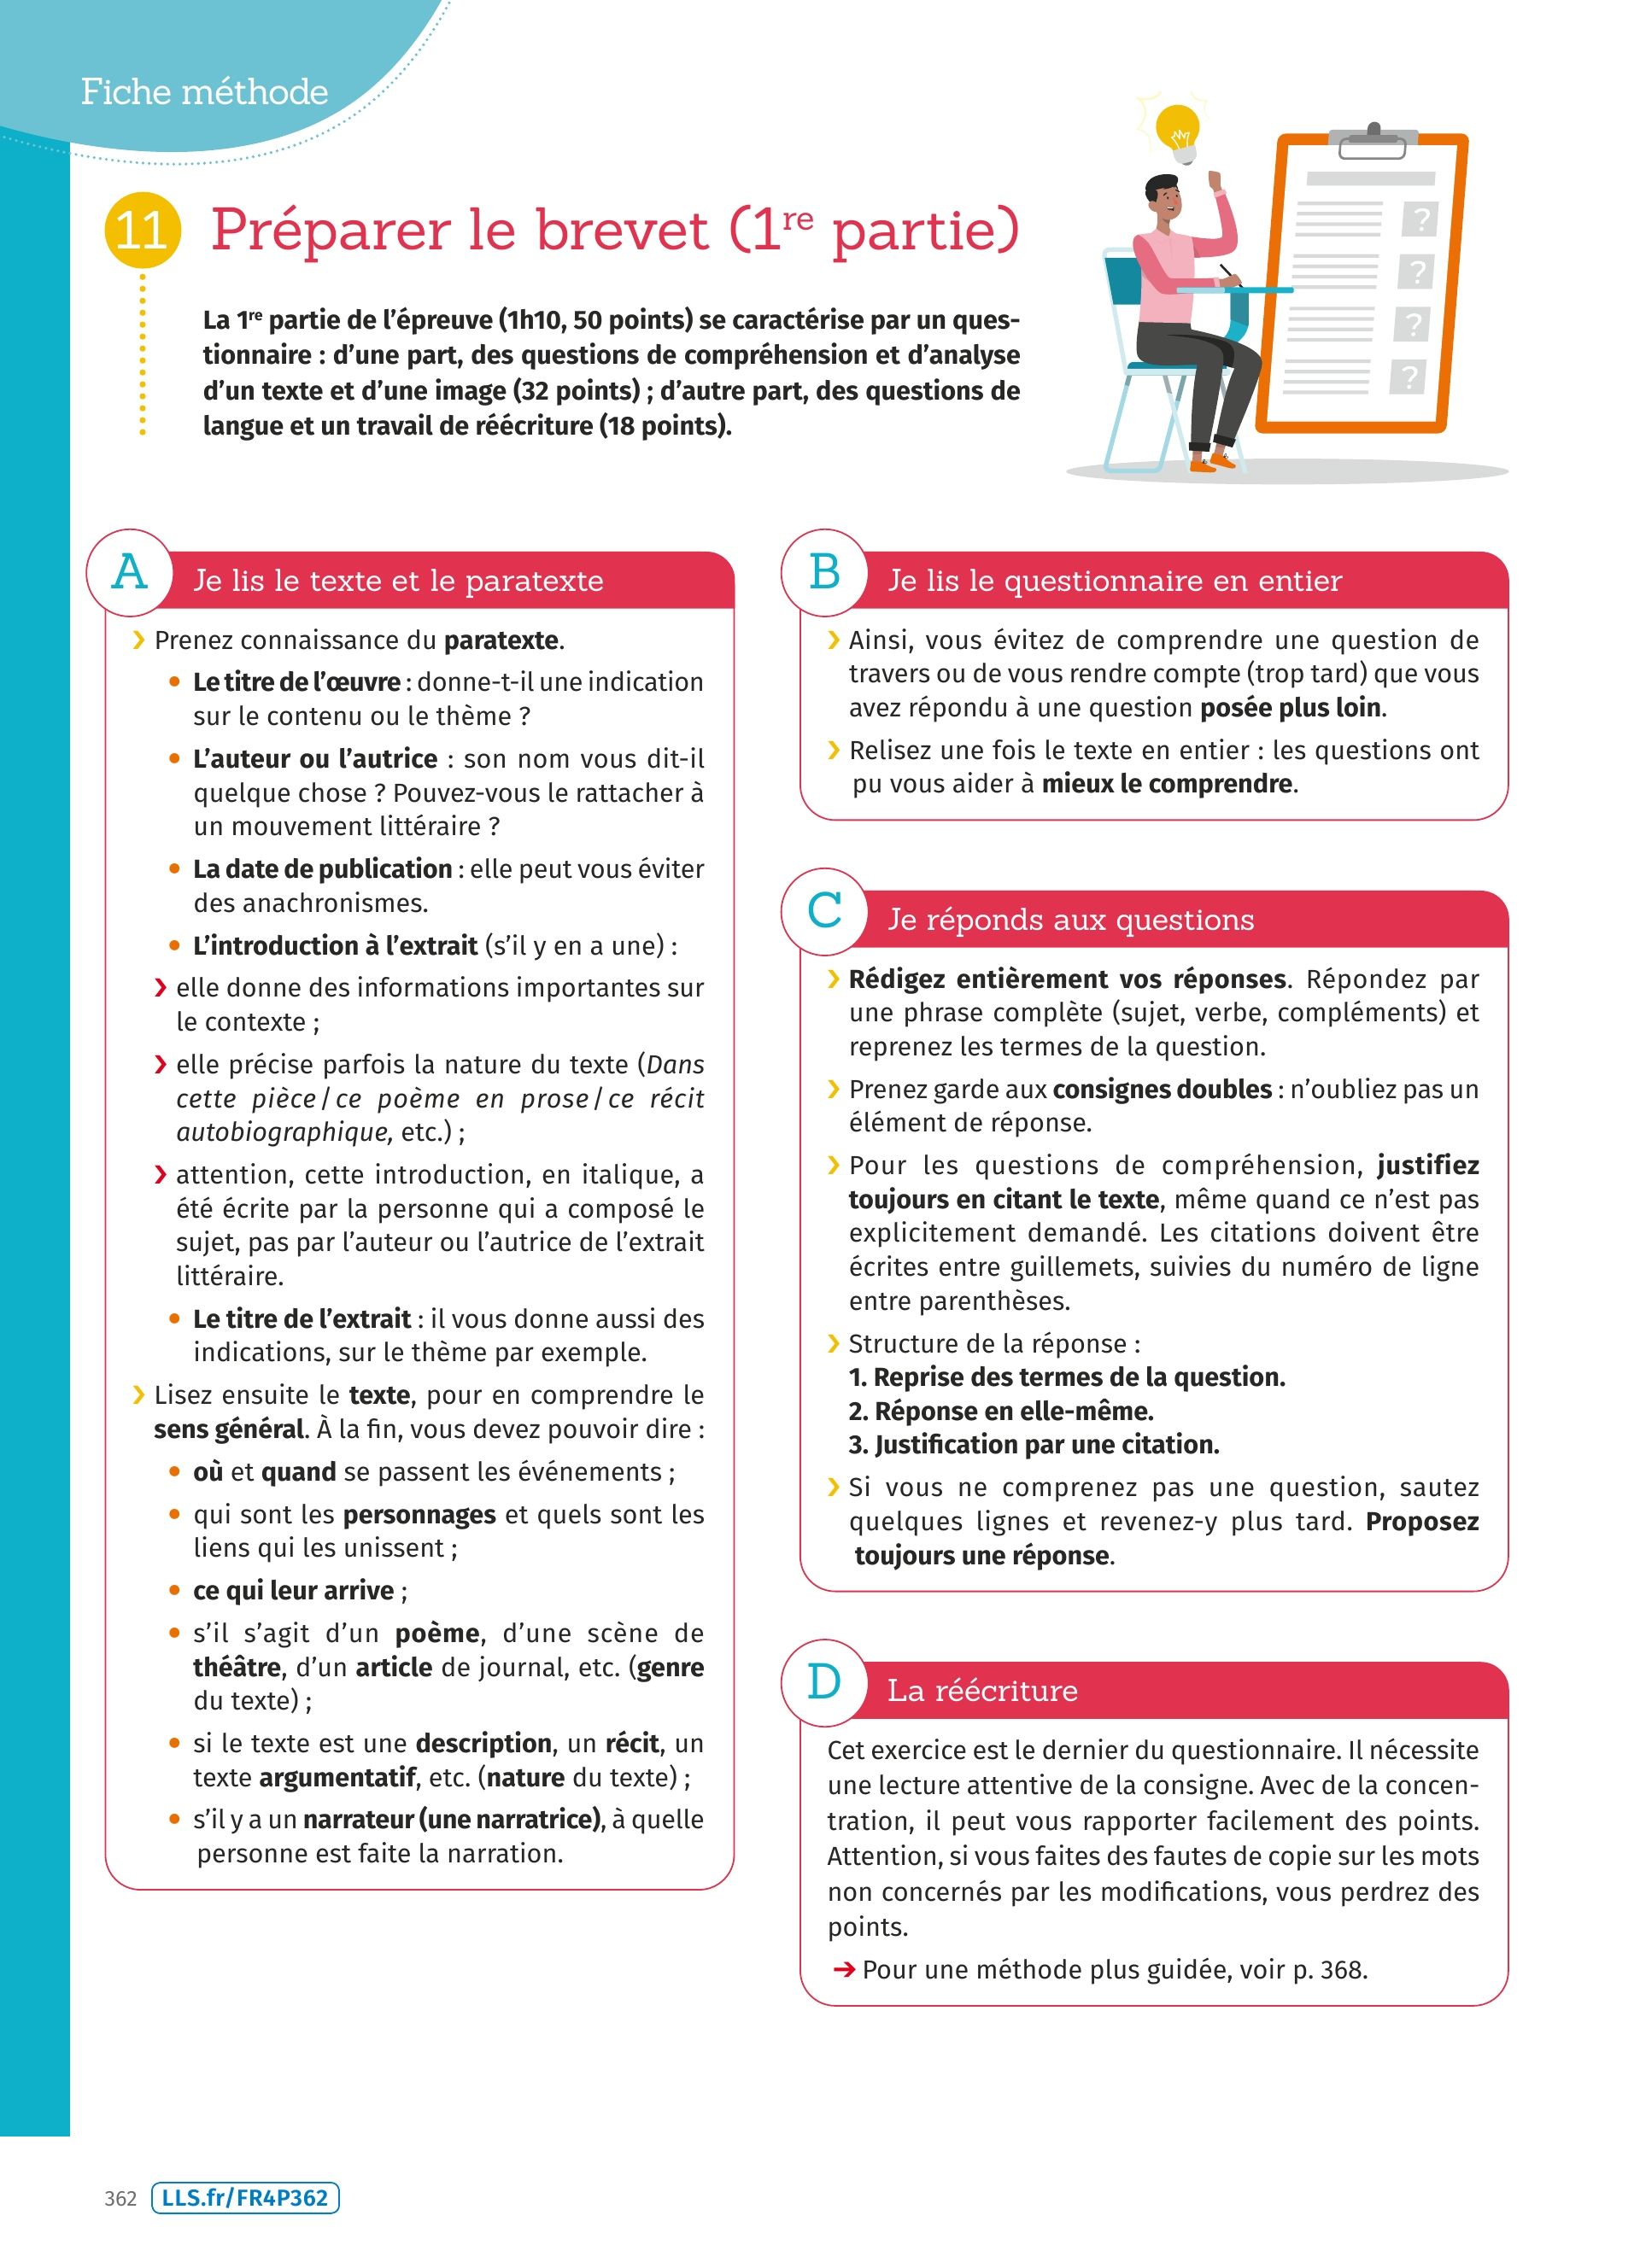 Fiche méthode
11 Préparer le brevet (1re partie)
La 1re partie de l’épreuve (1h10, 50 points) se caractérise par un ques-
tionnaire : d’une part, des questions de compréhension et d’analyse
d’un texte et d’une image (32 points) ; d’autre part, des questions de
langue et un travail de réécriture (18 points).
?
?
?
?
A Je lis le texte et le paratexte
› Prenez connaissance du paratexte.
• Le titre de l’œuvre : donne-t-il une indication
sur le contenu ou le thème ?
• L’auteur ou l’autrice : son nom vous dit-il
quelque chose ? Pouvez-vous le rattacher à
un mouvement littéraire ?
• La date de publication : elle peut vous éviter
des anachronismes.
• L’introduction à l’extrait (s’il y en a une) :
› elle donne des informations importantes sur
le contexte ;
› elle précise parfois la nature du texte (Dans
cette pièce / ce poème en prose / ce récit
autobiographique, etc.) ;
› attention, cette introduction, en italique, a
été écrite par la personne qui a composé le
sujet, pas par l’auteur ou l’autrice de l’extrait
littéraire.
• Le titre de l’extrait : il vous donne aussi des
indications, sur le thème par exemple.
› Lisez ensuite le texte, pour en comprendre le
sens général. À la fin, vous devez pouvoir dire :
• où et quand se passent les événements ;
• qui sont les personnages et quels sont les
liens qui les unissent ;
• ce qui leur arrive ;
• s’il s’agit d’un poème, d’une scène de
théâtre, d’un article de journal, etc. (genre
du texte) ;
• si le texte est une description, un récit, un
texte argumentatif, etc. (nature du texte) ;
• s’il y a un narrateur (une narratrice), à quelle
personne est faite la narration.
B Je lis le questionnaire en entier
› Ainsi, vous évitez de comprendre une question de
travers ou de vous rendre compte (trop tard) que vous
avez répondu à une question posée plus loin.
› Relisez une fois le texte en entier : les questions ont
pu vous aider à mieux le comprendre.
C Je réponds aux questions
› Rédigez entièrement vos réponses. Répondez par
une phrase complète (sujet, verbe, compléments) et
reprenez les termes de la question.
› Prenez garde aux consignes doubles : n’oubliez pas un
élément de réponse.
› Pour les questions de compréhension, justifiez
toujours en citant le texte, même quand ce n’est pas
explicitement demandé. Les citations doivent être
écrites entre guillemets, suivies du numéro de ligne
entre parenthèses.
› Structure de la réponse :
1. Reprise des termes de la question.
2. Réponse en elle-même.
3. Justification par une citation.
› Si vous ne comprenez pas une question, sautez
quelques lignes et revenez-y plus tard. Proposez
toujours une réponse.
D La réécriture
Cet exercice est le dernier du questionnaire. Il nécessite
une lecture attentive de la consigne. Avec de la concen-
tration, il peut vous rapporter facilement des points.
Attention, si vous faites des fautes de copie sur les mots
non concernés par les modifications, vous perdrez des
points.
➔ Pour une méthode plus guidée, voir p. 368.
362 LLS.fr/FR4P362